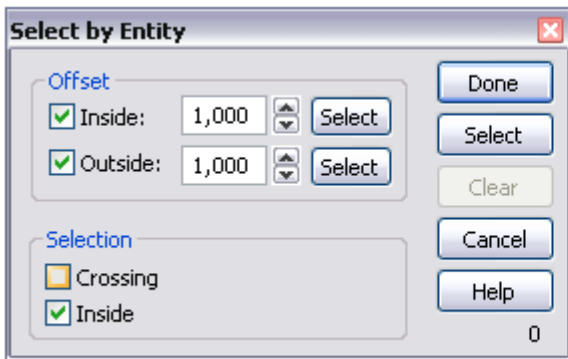 Select by Entity
Offset
Inside: 1,000 Select
Outside: 1,000 Select
Selection
Crossing
Inside
Done
Select
Clear
Cancel
Help
0